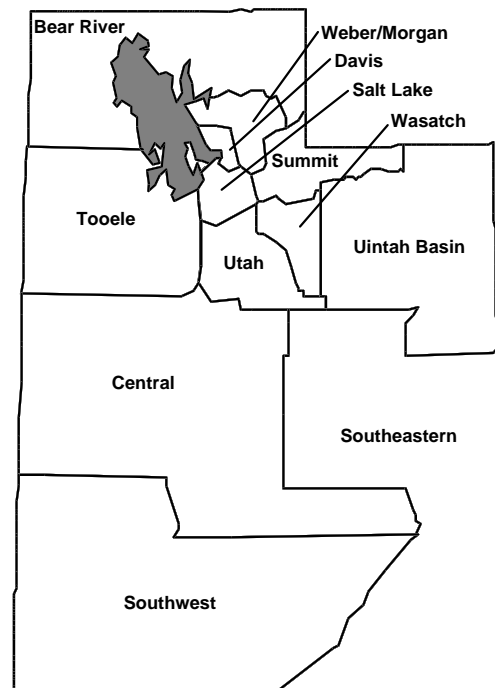 Bear River
Weber/Morgan
Davis
Salt Lake
Wasatch
Summit
Tooele
Uintah Basin
Utah
Central
Southeastern
Southwest